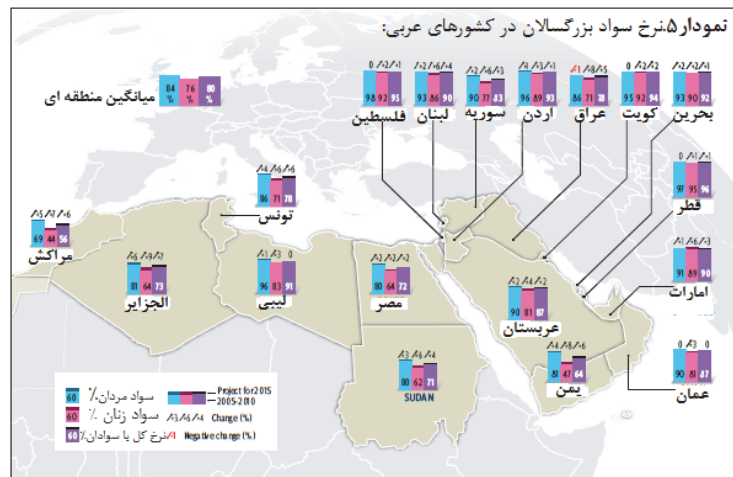 نمودار ۵.نرخ سواد بزرگسالان در کشورهای عربی:
84 % 76 % 80 %
میانگین منطقه ای
98 92 95
فلسطین
93 86 90
لبنان
90 77 83
سوریه
96 89 93
اردن
86 71 78
عراق
95 92 94
کویت
93 90 92
بحرین
97 95 96
قطر
91 89 90
امارات
90 81 87
عمان
86 71 78
تونس
69 44 56
مراکش
81 64 73
الجزایر
96 83 91
لیبی
80 64 72
مصر
90 81 87
عربستان
81 47 64
یمن
80 62 71
SUDAN
60 سواد مردان٪
60 سواد زنان ٪
60 نرخ کل با سوادان٪
Project for 2015
2005-2010
Change (%)
Negative change (%)